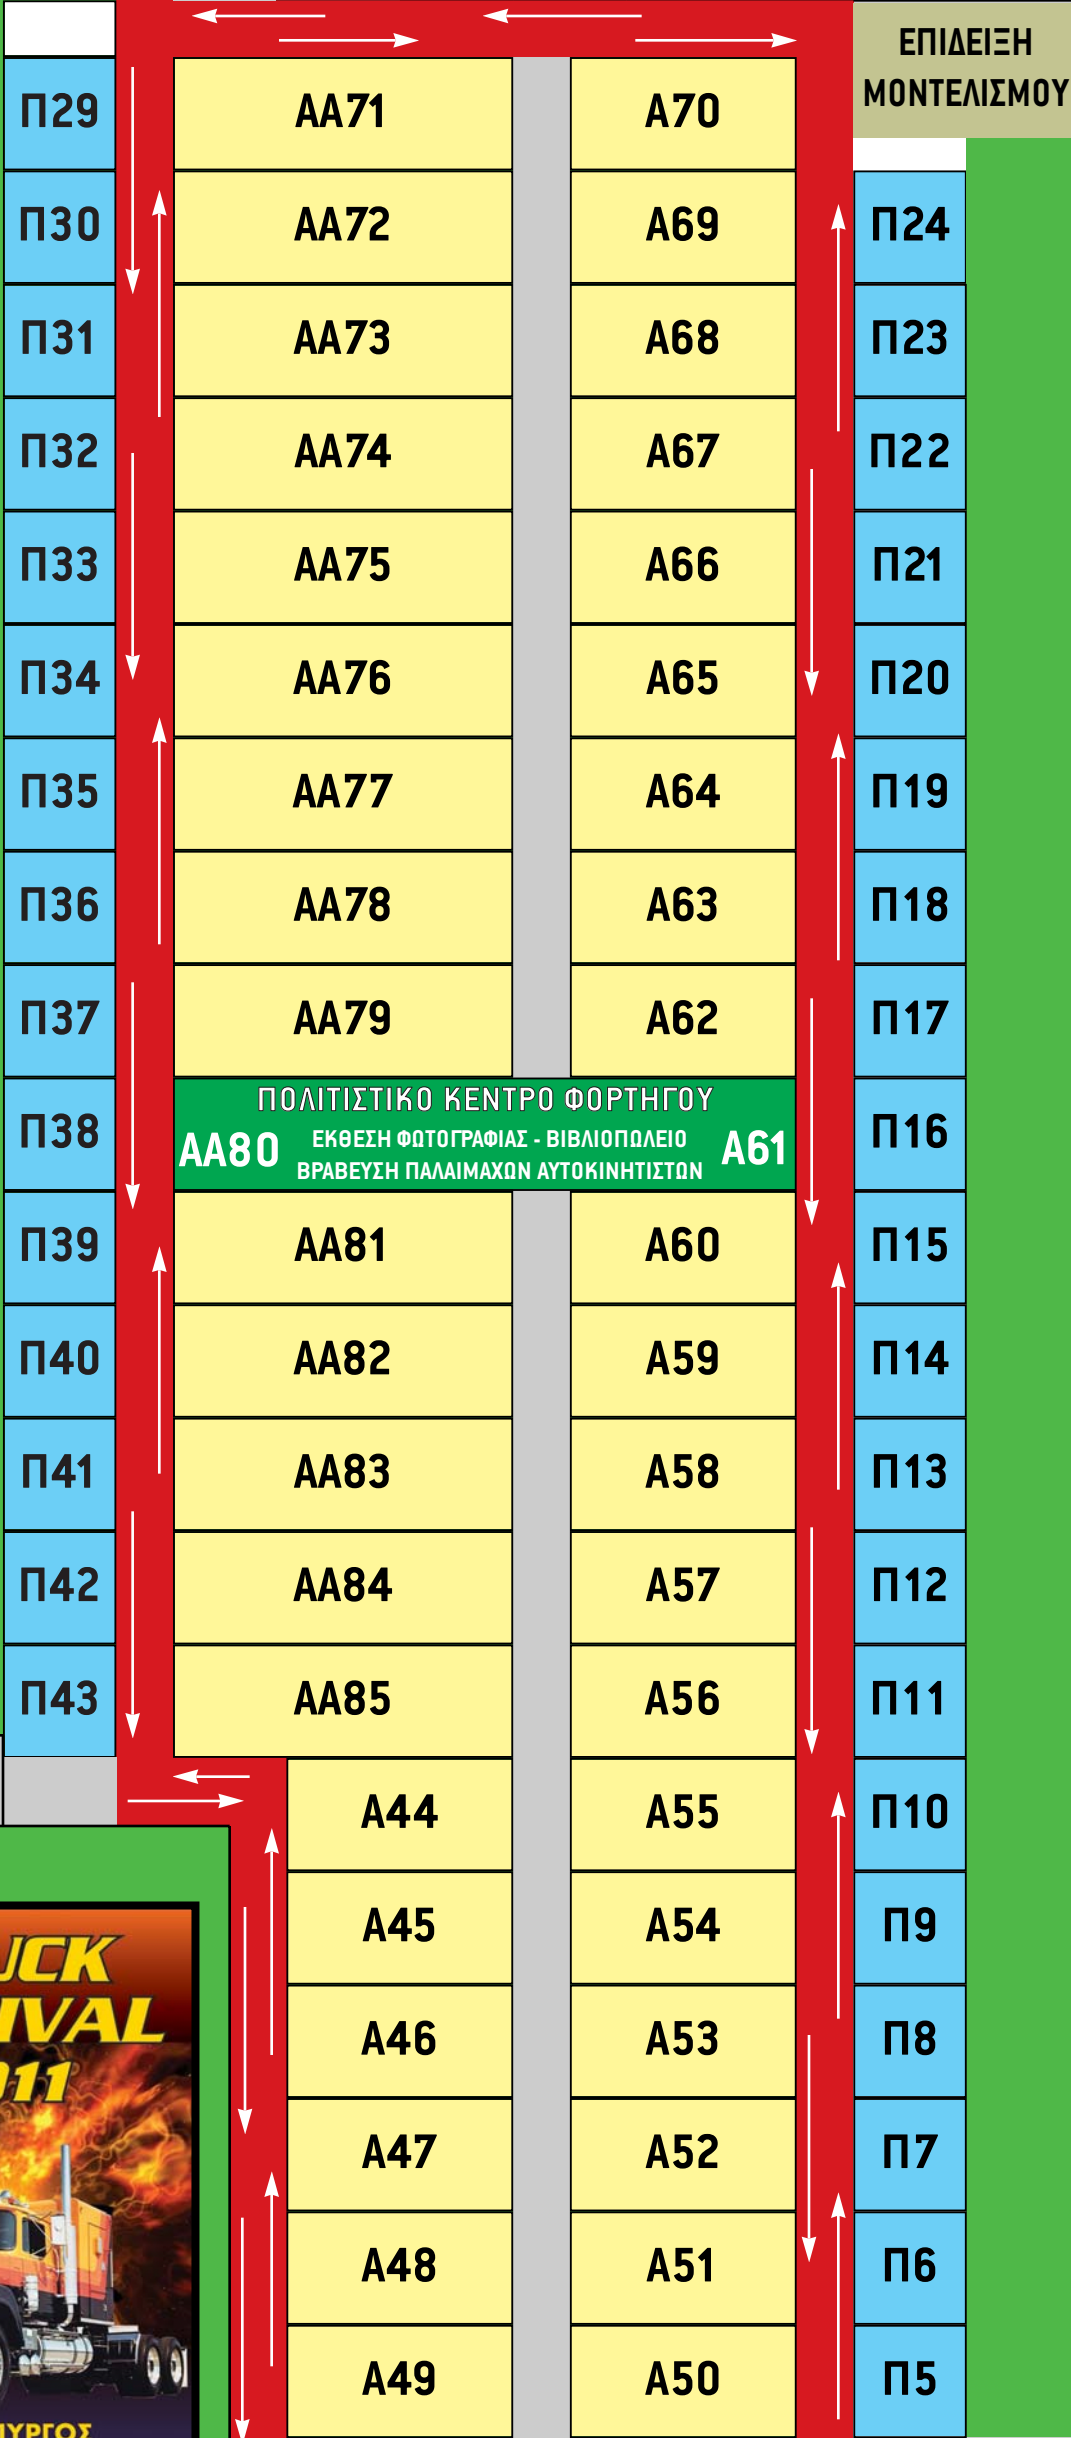 ΕΠΙΔΕΙΞΗ
ΜΟΝΤΕΛΙΣΜΟΥ
Π29 ΑΑ71 Α70
Π30 ΑΑ72 Α69 Π24
Π31 ΑΑ73 Α68 Π23
Π32 ΑΑ74 Α67 Π22
Π33 ΑΑ75 Α66 Π21
Π34 ΑΑ76 Α65 Π20
Π35 ΑΑ77 Α64 Π19
Π36 ΑΑ78 Α63 Π18
Π37 ΑΑ79 Α62 Π17
ΠΟΛΙΤΙΣΤΙΚΟ ΚΕΝΤΡΟ ΦΟΡΤΗΓΟΥ
Π38 ΑΑ80 ΕΚΘΕΣΗ ΦΩΤΟΓΡΑΦΙΑΣ - ΒΙΒΛΙΟΠΩΛΕΙΟ Α61 Π16
ΒΡΑΒΕΥΣΗ ΠΑΛΑΙΜΑΧΩΝ ΑΥΤΟΚΙΝΗΤΙΣΤΩΝ
Π39 ΑΑ81 Α60 Π15
Π40 ΑΑ82 Α59 Π14
Π41 ΑΑ83 Α58 Π13
Π42 ΑΑ84 Α57 Π12
Π43 ΑΑ85 Α56 Π11
Α44 Α55 Π10
Α45 Α54 Π9
Α46 Α53 Π8
Α47 Α52 Π7
Α48 Α51 Π6
Α49 Α50 Π5